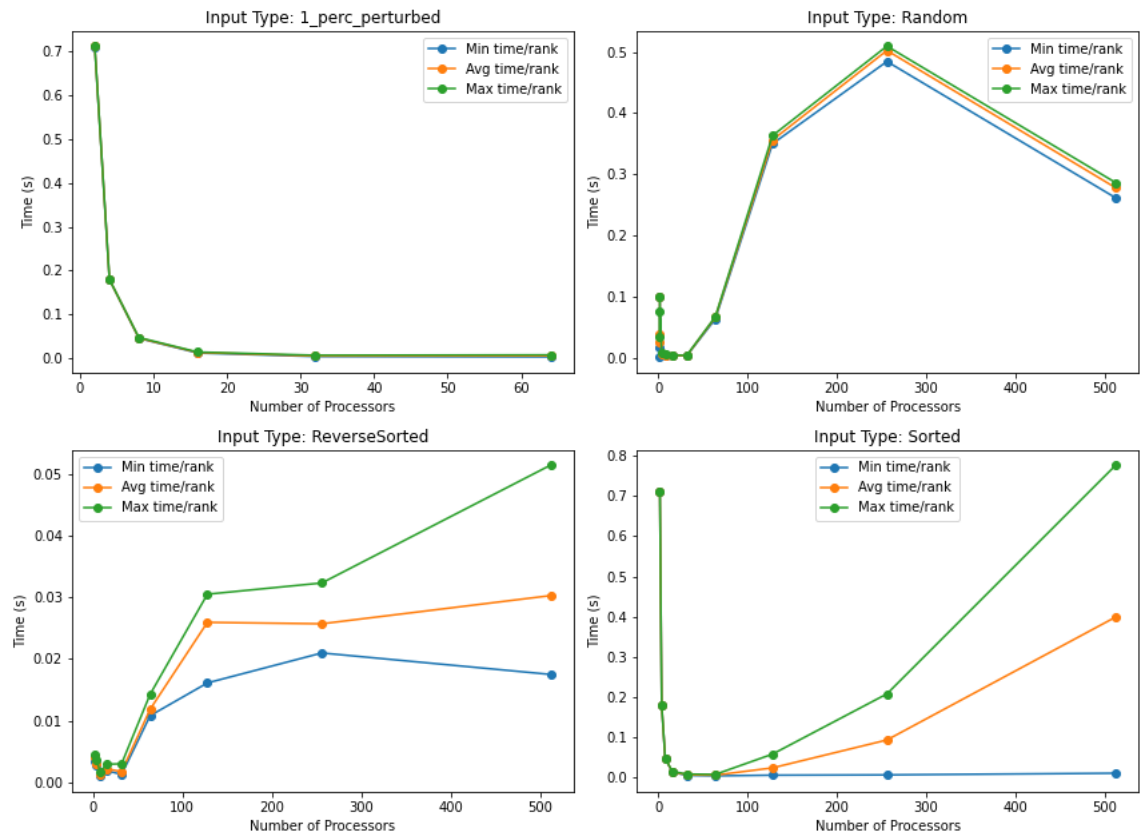 Input Type: 1_perc_perturbed
Min time/rank
Avg time/rank
Max time/rank
0.7
0.6
0.5
0.4
0.3
0.2
0.1
0.0
Time (s)
0 10 20 30 40 50 60
Number of Processors
Input Type: Random
Min time/rank
Avg time/rank
Max time/rank
0.5
0.4
0.3
0.2
0.1
0.0
Time (s)
0 100 200 300 400 500
Number of Processors
Input Type: ReverseSorted
Min time/rank
Avg time/rank
Max time/rank
0.05
0.04
0.03
0.02
0.01
0.00
Time (s)
0 100 200 300 400 500
Number of Processors
Input Type: Sorted
Min time/rank
Avg time/rank
Max time/rank
0.8
0.7
0.6
0.5
0.4
0.3
0.2
0.1
0.0
Time (s)
0 100 200 300 400 500
Number of Processors